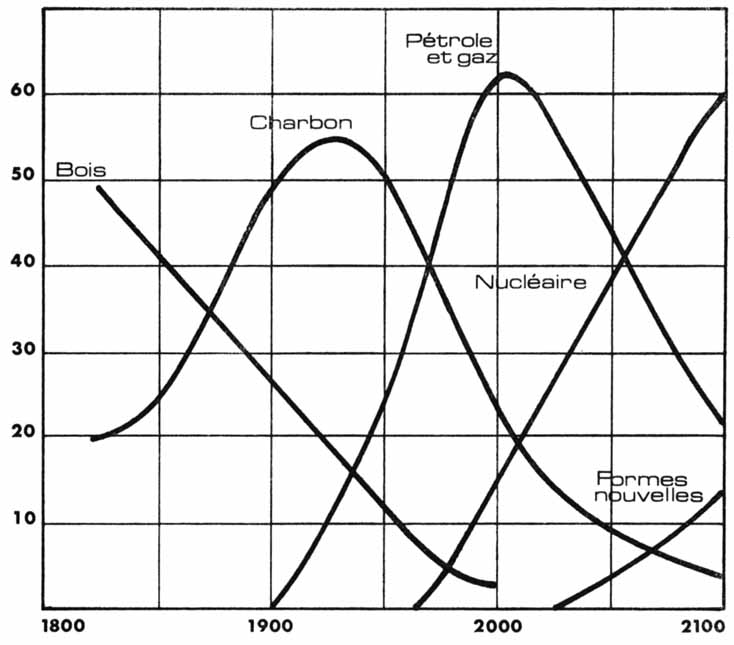 Pétrole
et gaz
60
Charbon
Bois
50
40
Nucléaire
30
20
Formes
nouvelles
10
1800
1900
2000
2100